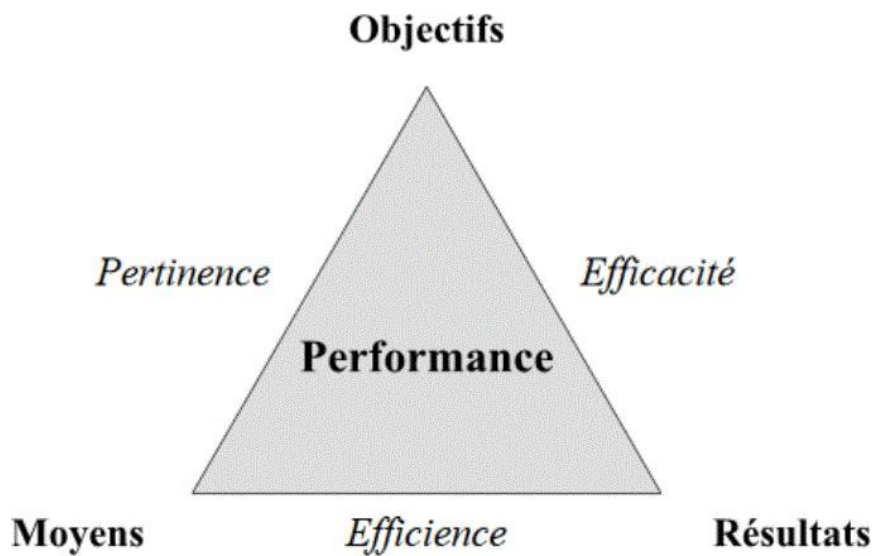 Objectifs
Pertinence
Efficacité
Performance
Moyens
Efficience
Résultats